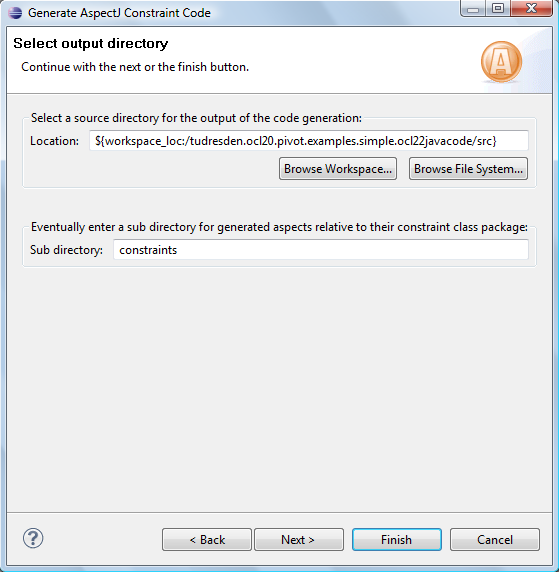 Generate AspectJ Constraint Code
Select output directory
Continue with the next or the finish button.
A
Select a source directory for the output of the code generation:
Location: ${workspace_loc:/tudresden.ocl20.pivot.examples.simple.ocl22javacode/src}
Browse Workspace... Browse File System...
Eventually enter a sub directory for generated aspects relative to their constraint class package:
Sub directory: constraints
? < Back Next > Finish Cancel